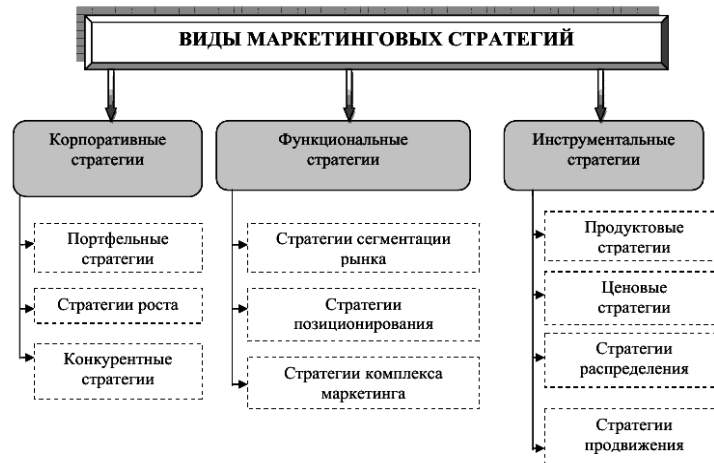 ВИДЫ МАРКЕТИНГОВЫХ СТРАТЕГИЙ
Корпоративные
стратегии
Портфельные
стратегии
Стратегии роста
Конкурентные
стратегии
Функциональные
стратегии
Стратегии сегментации
рынка
Стратегии
позиционирования
Стратегии комплекса
маркетинга
Инструментальные
стратегии
Продуктовые
стратегии
Ценовые
стратегии
Стратегии
распределения
Стратегии
продвижения